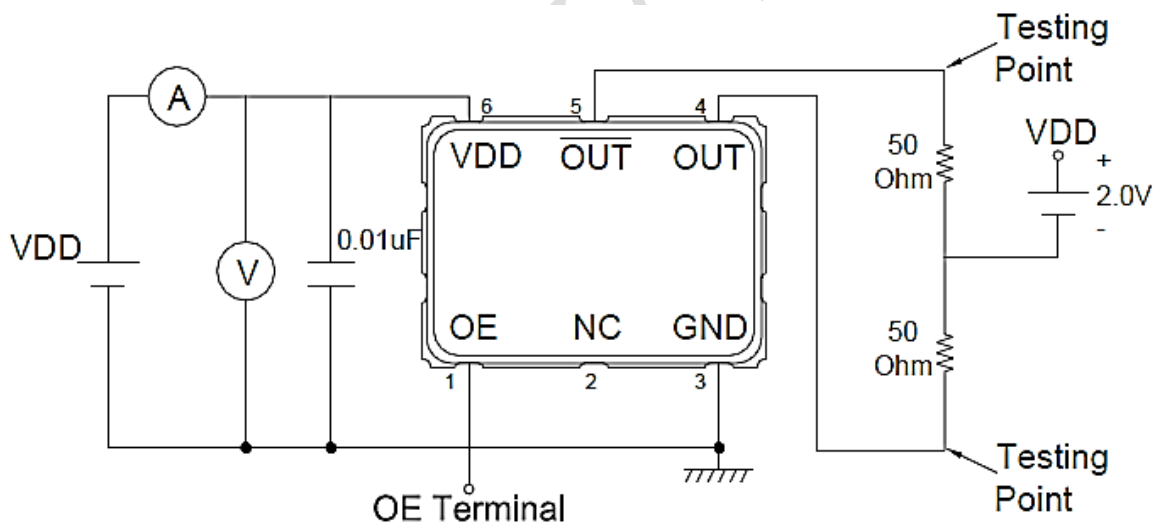 Testing
Point
A
6
5
4
VDD
OUT
OUT
50
Ohm
VDD
+
2.0V
-
VDD
V
0.01uF
OE
NC
GND
50
Ohm
1
2
3
OE Terminal
Testing
Point